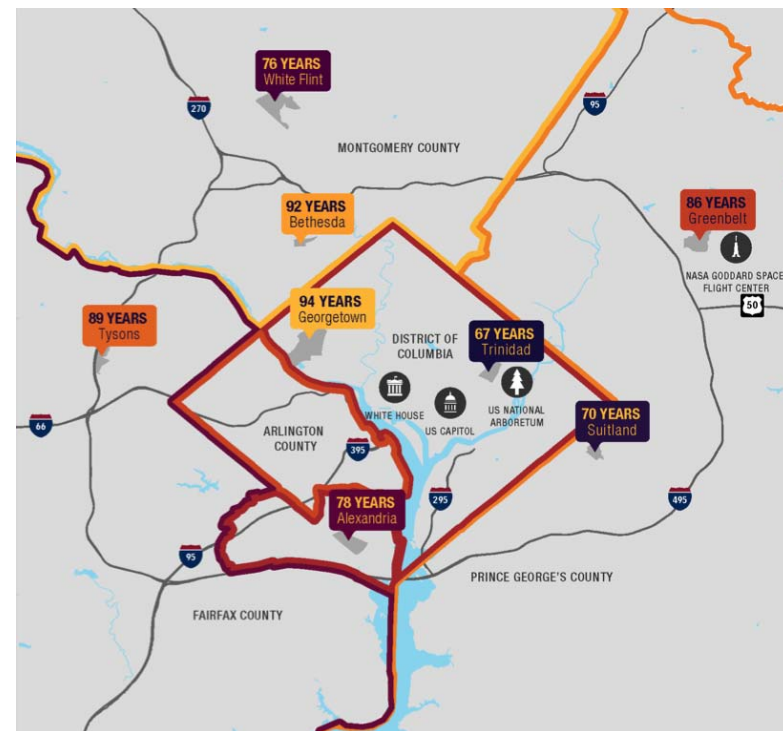 76 YEARS
White Flint
270
95
MONTGOMERY COUNTY
92 YEARS
Bethesda
86 YEARS
Greenbelt
NASA GODDARD SPACE
FLIGHT CENTER
50
94 YEARS
Georgetown
89 YEARS
Tysons
DISTRICT OF
COLUMBIA
67 YEARS
Trinidad
WHITE HOUSE
US CAPITOL
US NATIONAL
ARBORETUM
70 YEARS
Suitland
66
ARLINGTON
COUNTY
395
78 YEARS
Alexandria
295
495
95
PRINCE GEORGE'S COUNTY
FAIRFAX COUNTY